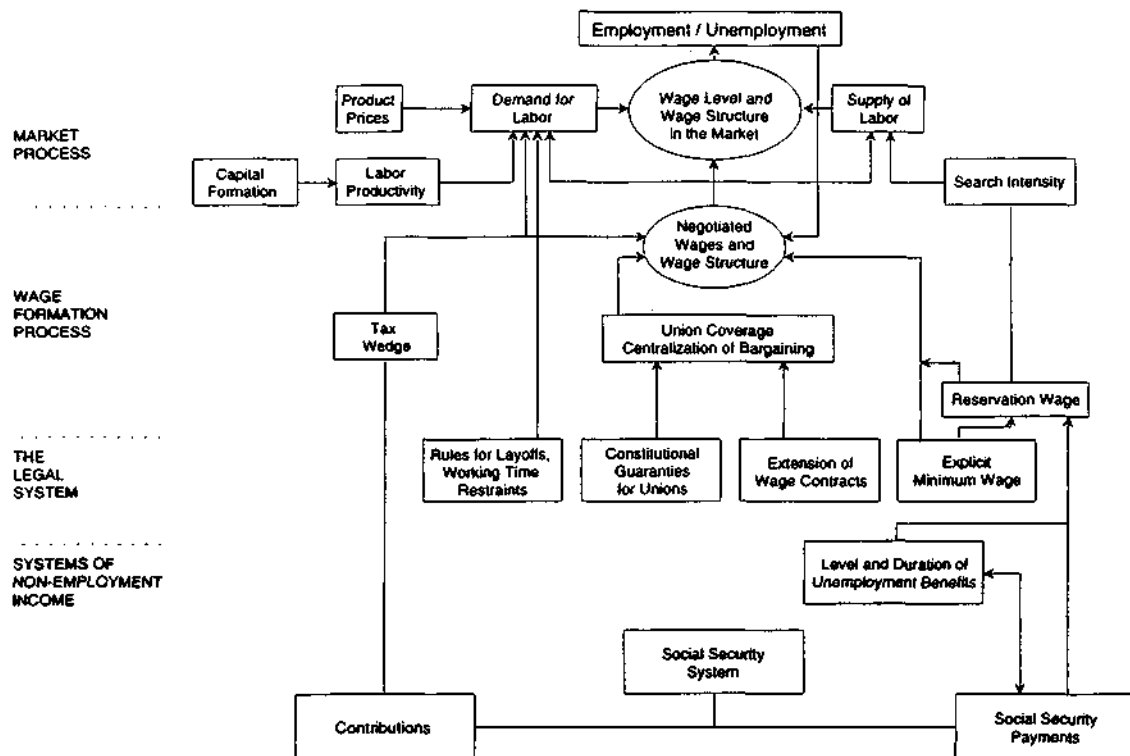 Employment / Unemployment
Product
Prices
Demand for
Labor
Wage Level and
Wage Structure
in the Market
Supply of
Labor
MARKET
PROCESS
Capital
Formation
Labor
Productivity
Search Intensity
Negotiated
Wages and
Wage Structure
WAGE
FORMATION
PROCESS
Tax
Wedge
Union Coverage
Centralization of Bargaining
Reservation Wage
THE
LEGAL
SYSTEM
Rules for Layoffs,
Working Time
Restraints
Constitutional
Guaranties
for Unions
Extension of
Wage Contracts
Explicit
Minimum Wage
SYSTEMS OF
NON-EMPLOYMENT
INCOME
Level and Duration of
Unemployment Benefits
Social Security
System
Contributions
Social Security
Payments